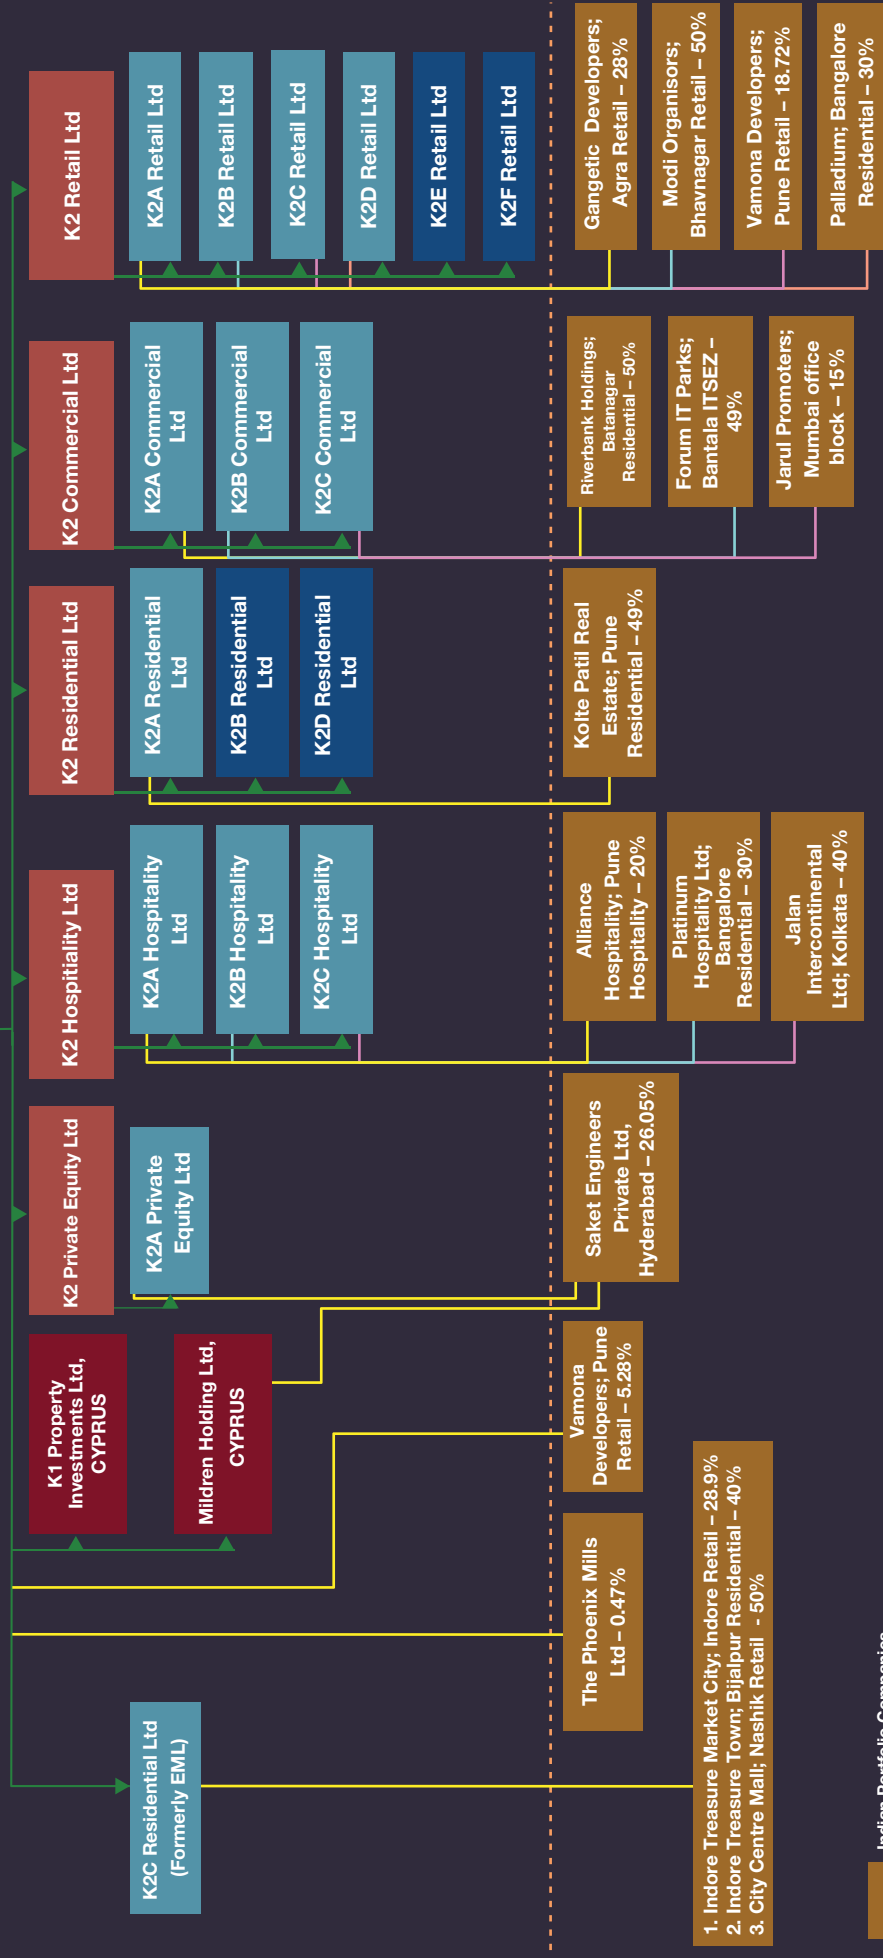 K2C Residential Ltd
(Formerly EML)
K1 Property
Investments Ltd,
CYPRUS
Mildren Holding Ltd,
CYPRUS
K2 Private Equity Ltd
K2A Private
Equity Ltd
K2 Hospitiality Ltd
K2A Hospitality
Ltd
K2B Hospitality
Ltd
K2C Hospitality
Ltd
K2 Residential Ltd
K2A Residential
Ltd
K2B Residential
Ltd
K2D Residential
Ltd
K2 Commercial Ltd
K2A Commercial
Ltd
K2B Commercial
Ltd
K2C Commercial
Ltd
K2 Retail Ltd
K2A Retail Ltd
K2B Retail Ltd
K2C Retail Ltd
K2D Retail Ltd
K2E Retail Ltd
K2F Retail Ltd
1. Indore Treasure Market City; Indore Retail – 28.9%
2. Indore Treasure Town; Bijalpur Residential – 40%
3. City Centre Mall; Nashik Retail - 50%
The Phoenix Mills
Ltd – 0.47%
Vamona
Developers; Pune
Retail – 5.28%
Saket Engineers
Private Ltd,
Hyderabad – 26.05%
Alliance
Hospitality; Pune
Hospitality – 20%
Platinum
Hospitality Ltd;
Bangalore
Residential – 30%
Jalan
Intercontinental
Ltd; Kolkata – 40%
Kolte Patil Real
Estate; Pune
Residential – 49%
Riverbank Holdings;
Batanagar
Residential – 50%
Forum IT Parks;
Bantala ITSEZ –
49%
Jarul Promoters;
Mumbai office
block – 15%
Gangetic Developers;
Agra Retail – 28%
Modi Organisors;
Bhavnagar Retail – 50%
Vamona Developers;
Pune Retail – 18.72%
Palladium; Bangalore
Residential – 30%
Indian Portfolio Companies